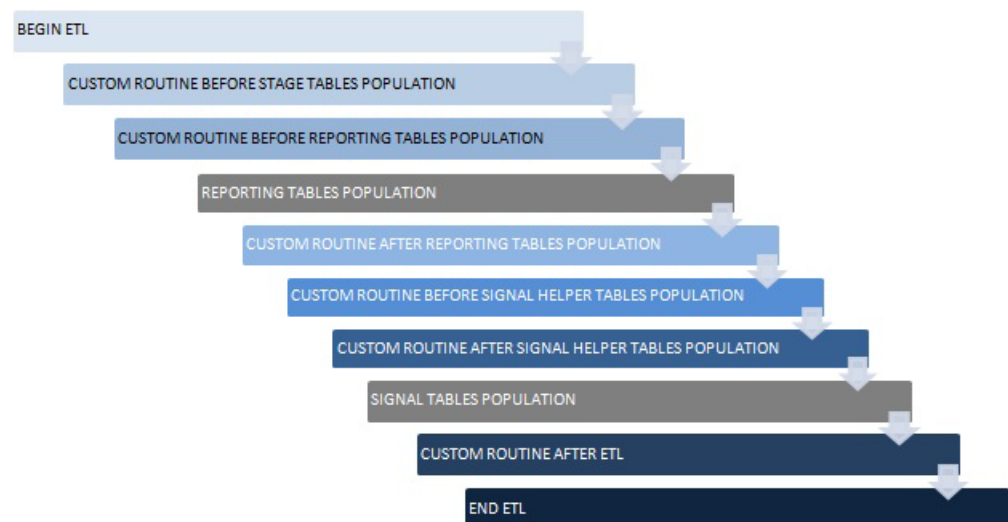 BEGIN ETL
CUSTOM ROUTINE BEFORE STAGE TABLES POPULATION
CUSTOM ROUTINE BEFORE REPORTING TABLES POPULATION
REPORTING TABLES POPULATION
CUSTOM ROUTINE AFTER REPORTING TABLES POPULATION
CUSTOM ROUTINE BEFORE SIGNAL HELPER TABLES POPULATION
CUSTOM ROUTINE AFTER SIGNAL HELPER TABLES POPULATION
SIGNAL TABLES POPULATION
CUSTOM ROUTINE AFTER ETL
END ETL